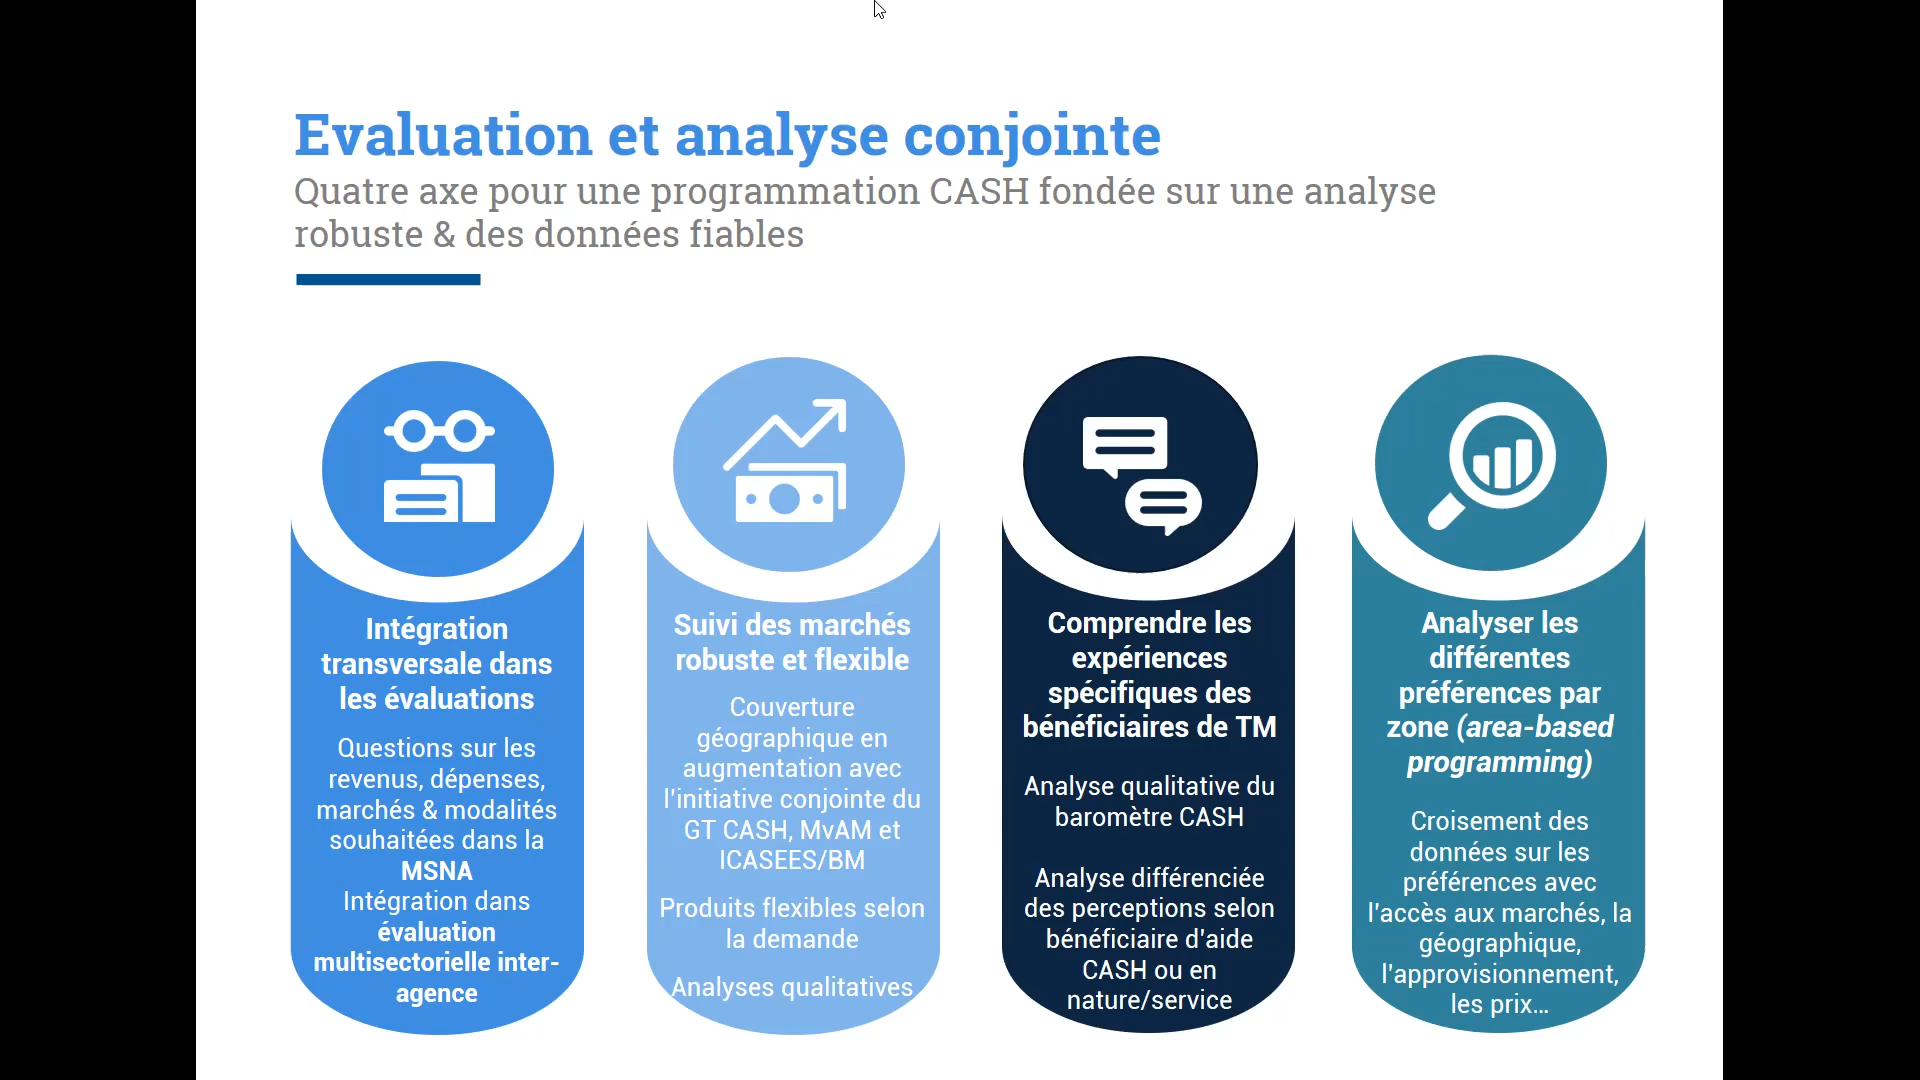 Evaluation et analyse conjointe
Quatre axe pour une programmation CASH fondée sur une analyse
robuste & des données fiables
Intégration
transversale dans
les évaluations
Questions sur les
revenus, dépenses,
marchés & modalités
souhaitées dans la
MSNA
Intégration dans
évaluation
multisectorielle inter-
agence
Suivi des marchés
robuste et flexible
Couverture
géographique en
augmentation avec
l'initiative conjointe du
GT CASH, MvAM et
ICASEES/BM
Produits flexibles selon
la demande
Analyses qualitatives
Comprendre les
expériences
spécifiques des
bénéficiaires de TM
Analyse qualitative du
baromètre CASH
Analyse différenciée
des perceptions selon
bénéficiaire d'aide
CASH ou en
nature/service
Analyser les
différentes
préférences par
zone (area-based
programming)
Croisement des
données sur les
préférences avec
l'accès aux marchés, la
géographique,
l'approvisionnement,
les prix...